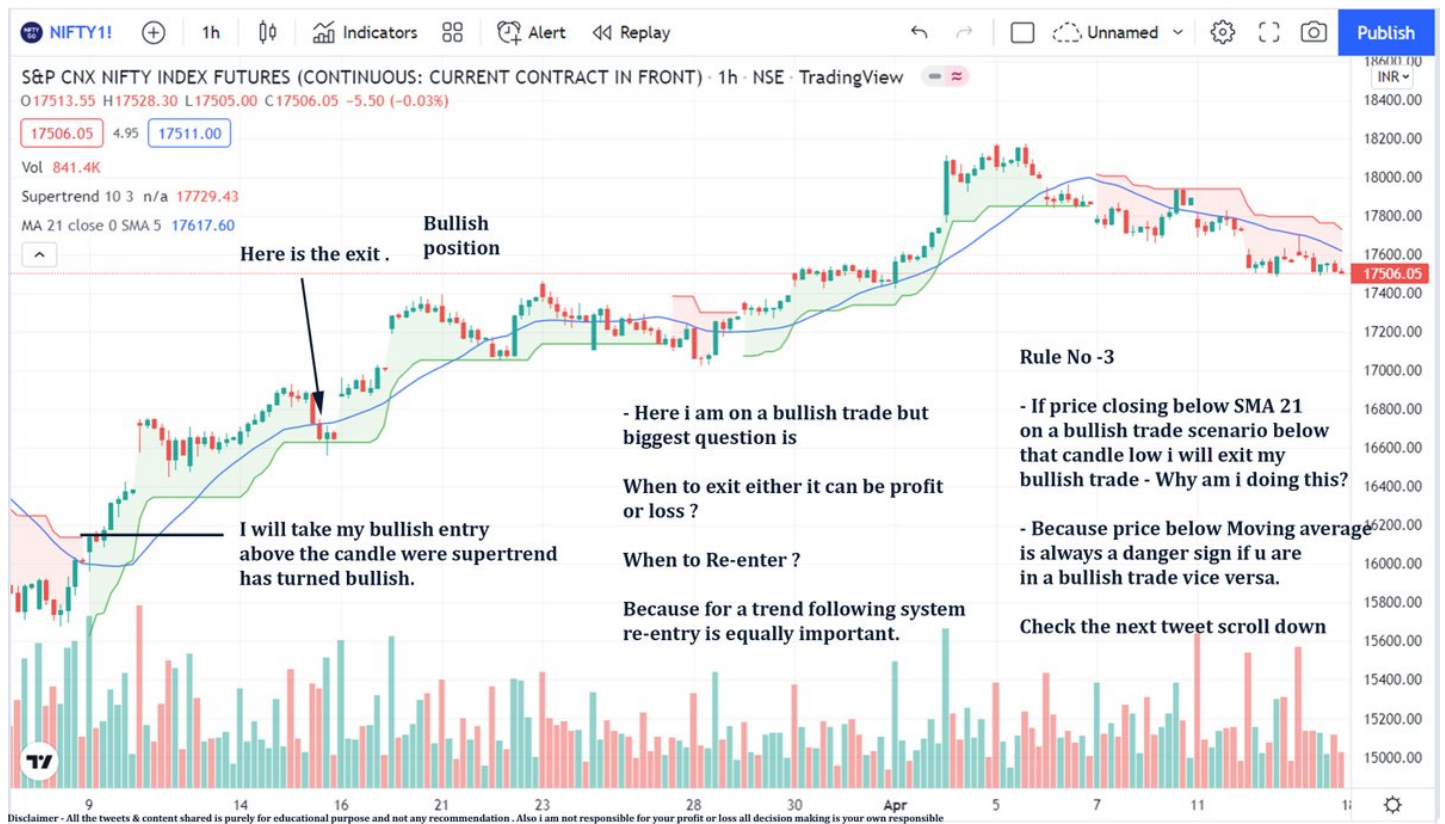 NIFTY 50 NIFTY1! 1h Indicators Alert Replay Unnamed Publish
S&P CNX NIFTY INDEX FUTURES (CONTINUOUS: CURRENT CONTRACT IN FRONT) · 1h · NSE · TradingView
O17513.55 H17528.30 L17505.00 C17506.05 −5.50 (−0.03%)
17506.05 4.95 17511.00
Vol 841.4K
Supertrend 10 3 n/a 17729.43
MA 21 close 0 SMA 5 17617.60
Here is the exit .
Bullish
position
I will take my bullish entry
above the candle were supertrend
has turned bullish.
- Here i am on a bullish trade but
biggest question is
When to exit either it can be profit
or loss ?
When to Re-enter ?
Because for a trend following system
re-entry is equally important.
Rule No -3
- If price closing below SMA 21
on a bullish trade scenario below
that candle low i will exit my
bullish trade - Why am i doing this?
- Because price below Moving average
is always a danger sign if u are
in a bullish trade vice versa.
Check the next tweet scroll down
18600.00
INR
18400.00
18200.00
18000.00
17800.00
17600.00
17506.05
17400.00
17200.00
17000.00
16800.00
16600.00
16400.00
16200.00
16000.00
15800.00
15600.00
15400.00
15200.00
15000.00
9 14 16 21 23 28 30 Apr 5 7 11
Disclaimer - All the tweets & content shared is purely for educational purpose and not any recommendation . Also i am not responsible for your profit or loss all decision making is your own responsible